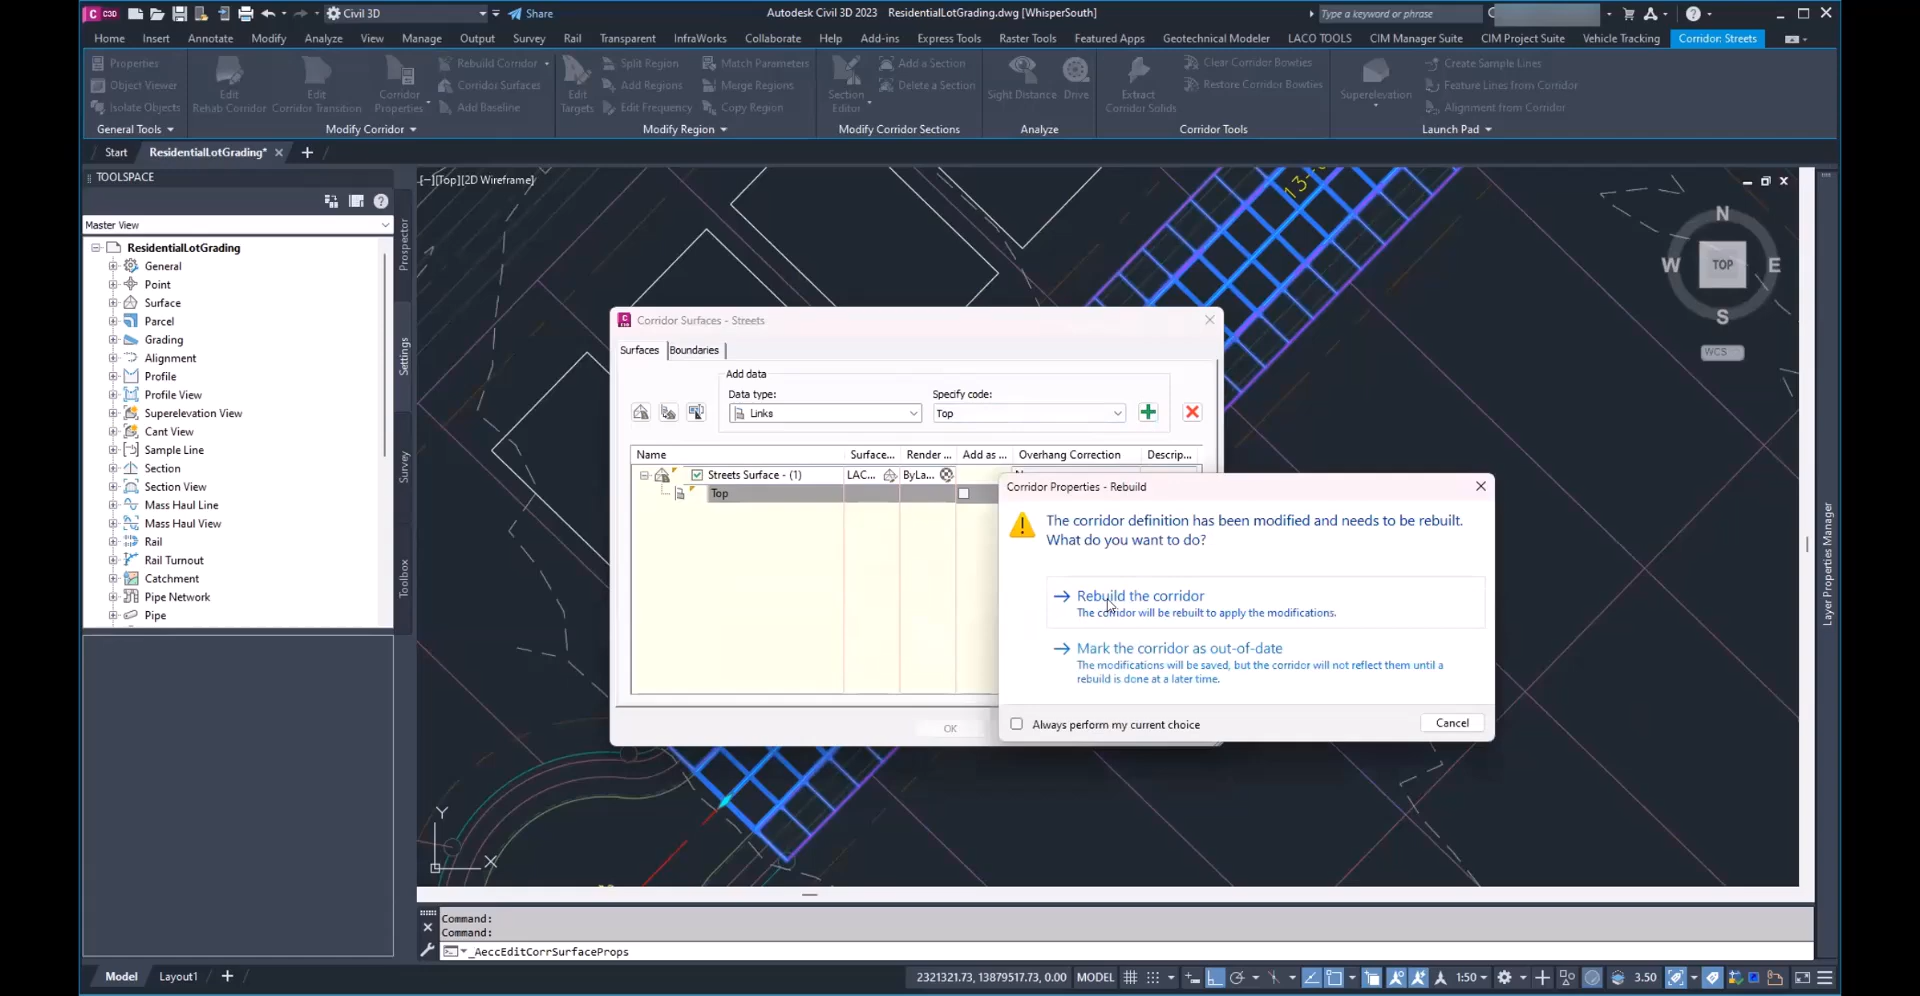 C3D
Civil 3D
Share
Autodesk Civil 3D 2023 ResidentialLotGrading.dwg [WhisperSouth]
Type a keyword or phrase
Home Insert Annotate Modify Analyze View Manage Output Survey Rail Transparent InfraWorks Collaborate Help Add-ins Express Tools Raster Tools Featured Apps Geotechnical Modeler LACO TOOLS CIM Manage Suite CIM Project Suite Vehicle Tracking Corridor: Streets
Properties
Object Viewer
Isolate Objects
General Tools
Edit
Rehab Corridor
Edit
Corridor Transition
Corridor
Properties
Rebuild Corridor
Corridor Surfaces
Add Baseline
Modify Corridor
Edit
Targets
Split Region
Add Regions
Edit Frequency
Match Parameters
Merge Regions
Copy Region
Modify Region
Section
Editor
Add a Section
Delete a Section
Modify Corridor Sections
Sight Distance
Drive
Analyze
Extract
Corridor Solids
Clear Corridor Bowties
Restore Corridor Bowties
Corridor Tools
Superelevation
Create Sample Lines
Feature Lines from Corridor
Alignment from Corridor
Launch Pad
Start
ResidentialLotGrading*
TOOLSPACE
Master View
ResidentialLotGrading
General
Point
Surface
Parcel
Grading
Alignment
Profile
Profile View
Superelevation View
Cant View
Sample Line
Section
Section View
Mass Haul Line
Mass Haul View
Rail
Rail Turnout
Catchment
Pipe Network
Pipe
Prospector
Settings
Survey
Toolbox
[−][Top][2D Wireframe]
N
W
TOP
E
S
WCS
Layer Properties Manager
Corridor Surfaces - Streets
Surfaces
Boundaries
Add data
Data type:
Links
Specify code:
Top
Name Surface... Render ... Add as ... Overhang Correction Descrip...
Streets Surface - (1) LAC... ByLa...
Top
OK
Corridor Properties - Rebuild
The corridor definition has been modified and needs to be rebuilt.
What do you want to do?
Rebuild the corridor
The corridor will be rebuilt to apply the modifications.
Mark the corridor as out-of-date
The modifications will be saved, but the corridor will not reflect them until a
rebuild is done at a later time.
Always perform my current choice
Cancel
Y
X
Command:
Command:
_AeccEditCorrSurfaceProps
Model
Layout1
2321321.73, 13879517.73, 0.00 MODEL
1:50
3.50